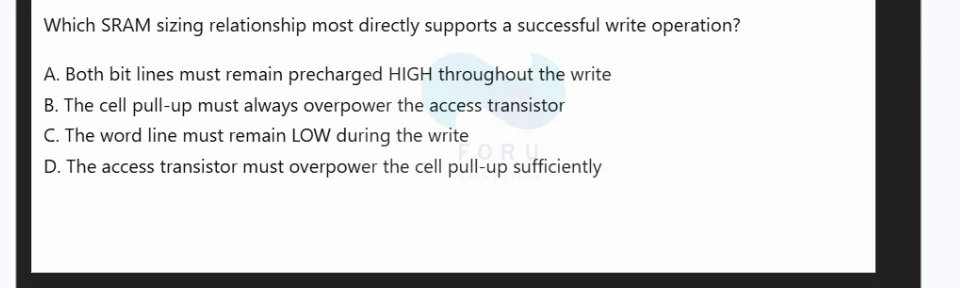 Which SRAM sizing relationship most directly supports a successful write operation?
A. Both bit lines must remain precharged HIGH throughout the write
B. The cell pull-up must always overpower the access transistor
C. The word line must remain LOW during the write
FORU
D. The access transistor must overpower the cell pull-up sufficiently